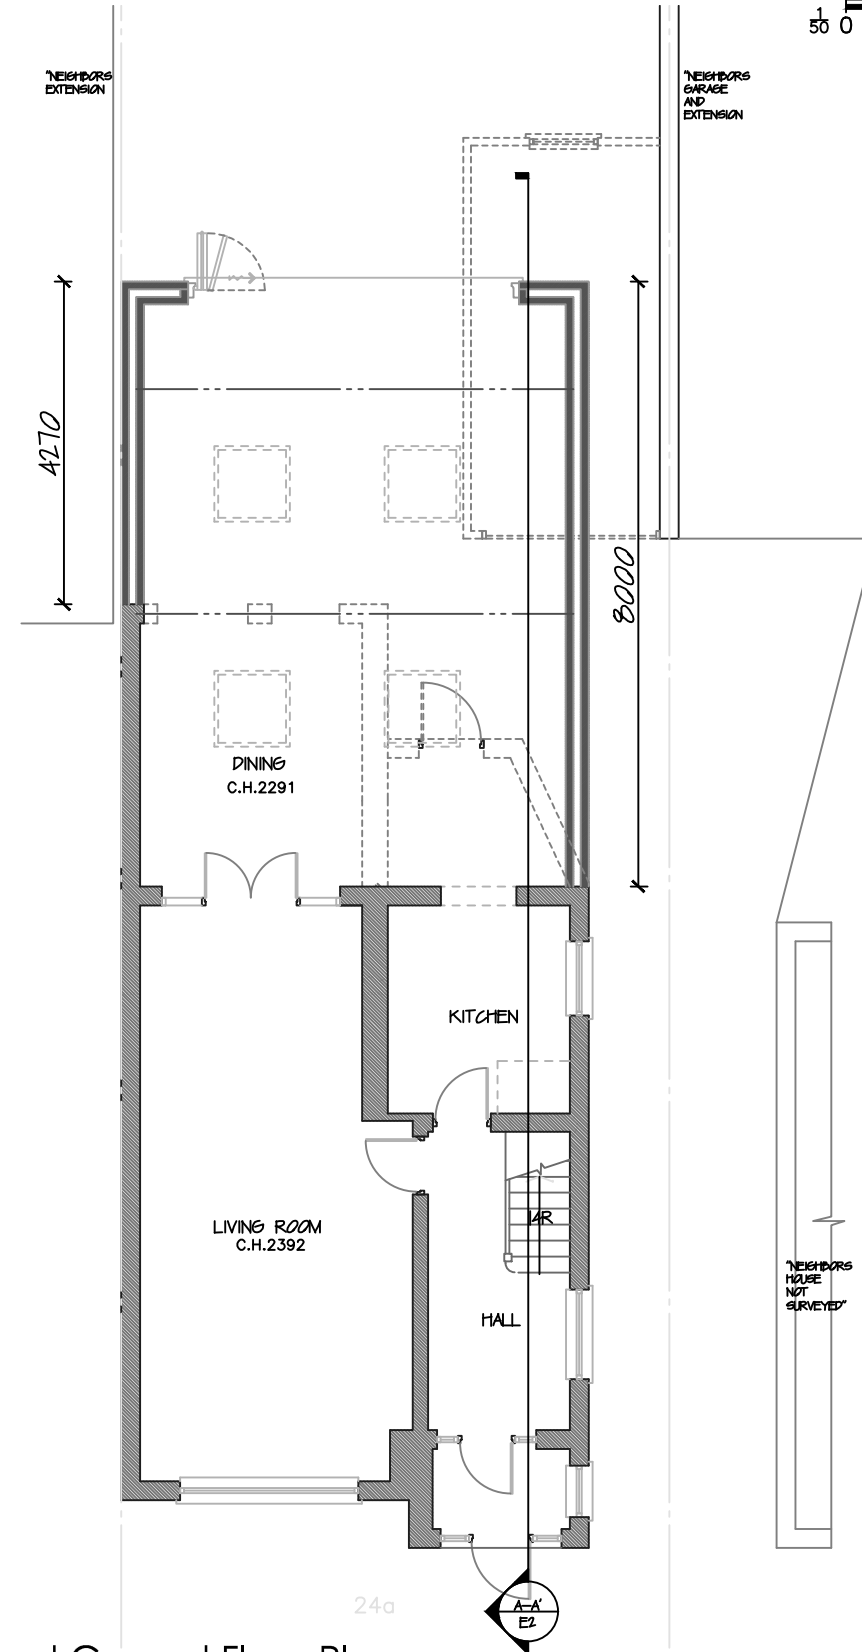 1
50 0
"NEIGHBORS
EXTENSION
"NEIGHBORS
GARAGE
AND
EXTENSION
4270
8000
DINING
C.H.2291
KITCHEN
LIVING ROOM
C.H.2392
14R
HALL
"NEIGHBORS
HOUSE
NOT
SURVEYED"
24a
A-A'
E2